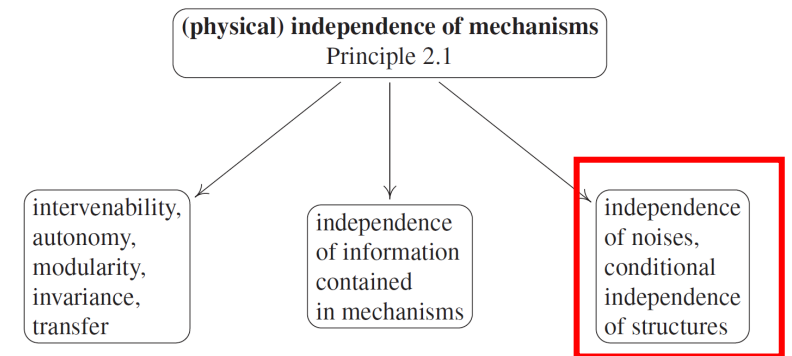 (physical) independence of mechanisms
Principle 2.1
intervenability,
autonomy,
modularity,
invariance,
transfer
independence
of information
contained
in mechanisms
independence
of noises,
conditional
independence
of structures